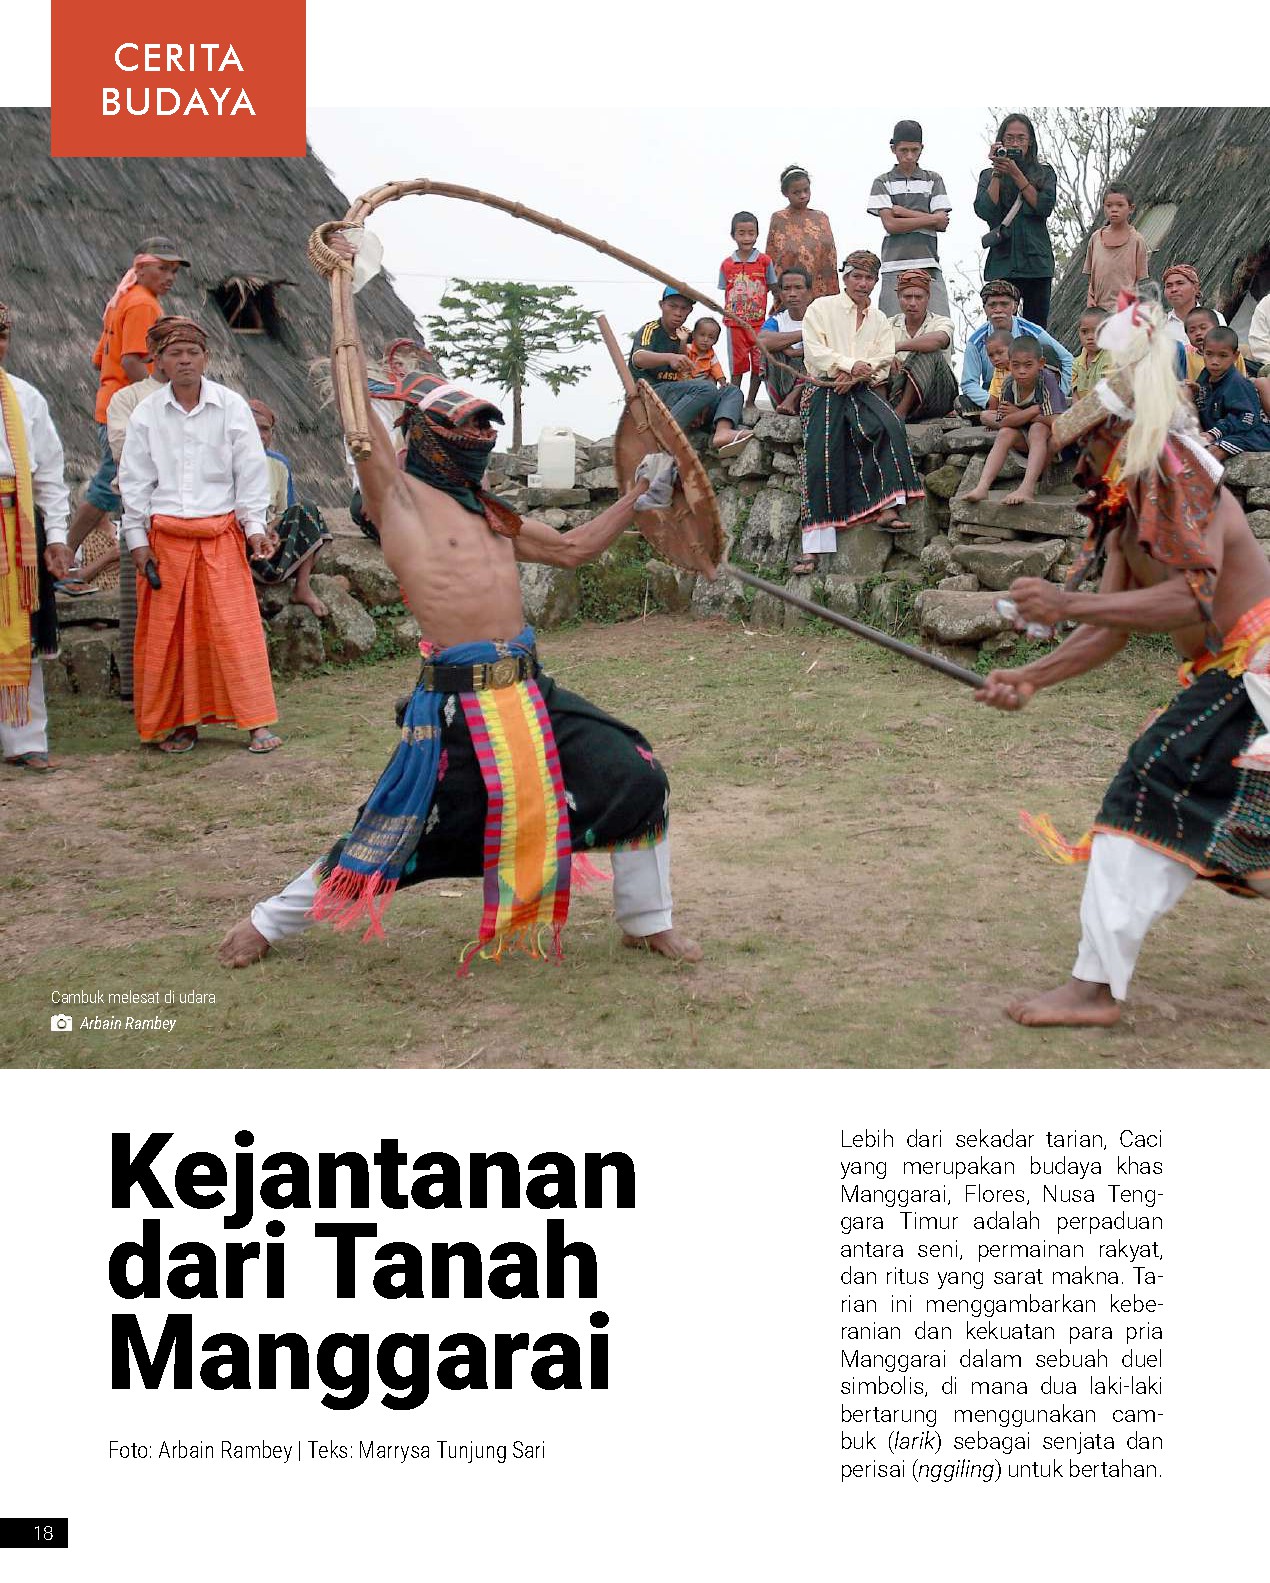 CERITA
BUDAYA
Cambuk melesat di udara
Arbain Rambey
Kejantanan
dari Tanah
Manggarai
Foto: Arbain Rambey | Teks: Marrysa Tunjung Sari
Lebih dari sekadar tarian, Caci
yang merupakan budaya khas
Manggarai, Flores, Nusa Teng-
gara Timur adalah perpaduan
antara seni, permainan rakyat,
dan ritus yang sarat makna. Ta-
rian ini menggambarkan kebe-
ranian dan kekuatan para pria
Manggarai dalam sebuah duel
simbolis, di mana dua laki-laki
bertarung menggunakan cam-
buk (larik) sebagai senjata dan
perisai (nggiling) untuk bertahan.
18